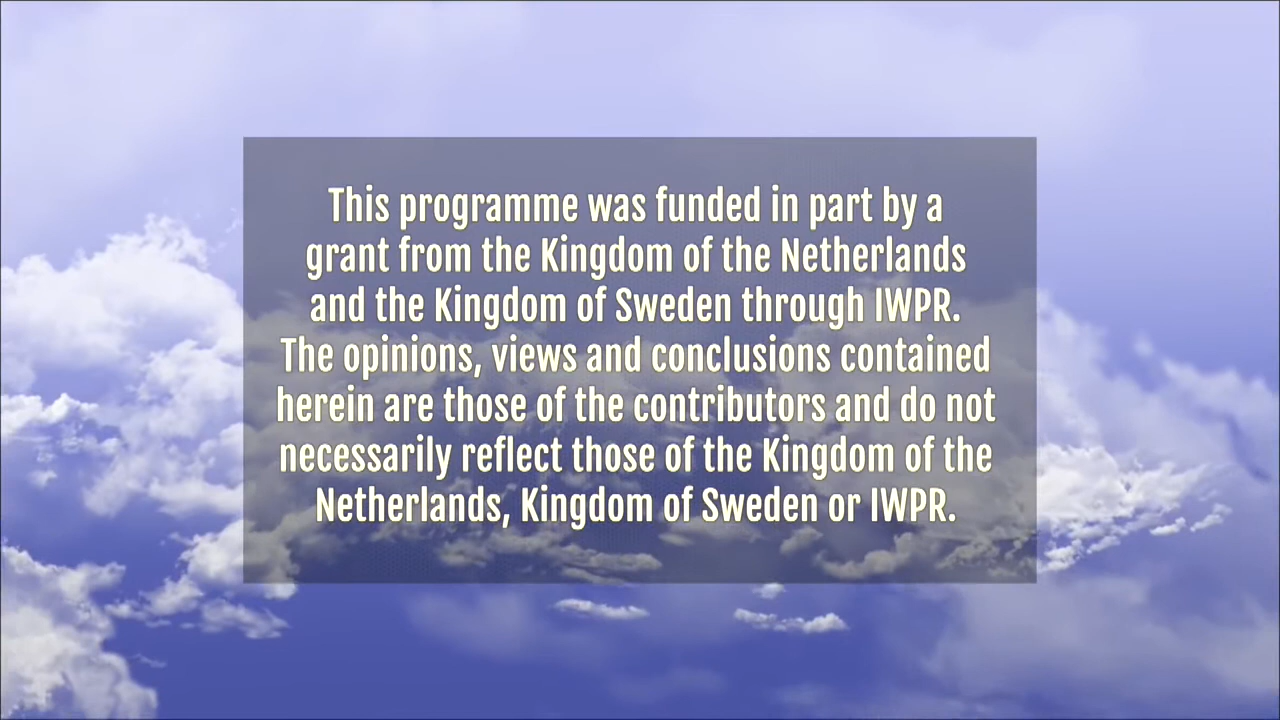 This programme was funded in part by a
grant from the Kingdom of the Netherlands
and the Kingdom of Sweden through IWPR.
The opinions, views and conclusions contained
herein are those of the contributors and do not
necessarily reflect those of the Kingdom of the
Netherlands, Kingdom of Sweden or IWPR.